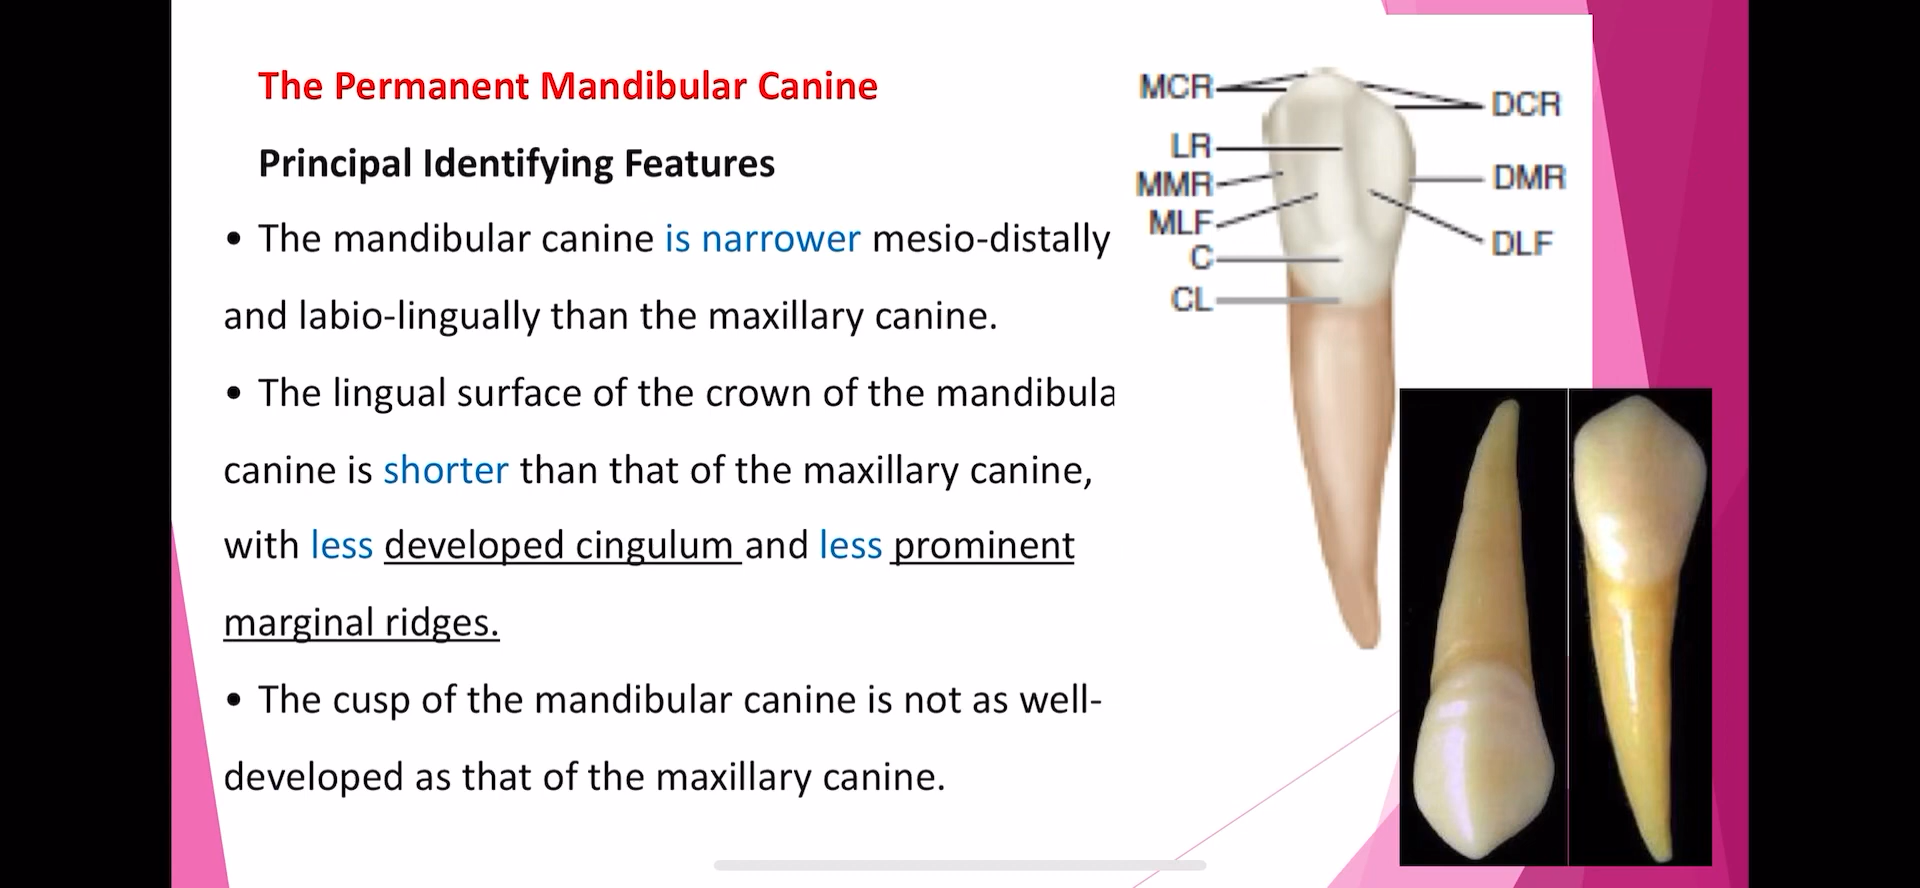 The Permanent Mandibular Canine
Principal Identifying Features
• The mandibular canine is narrower mesio-distally
and labio-lingually than the maxillary canine.
• The lingual surface of the crown of the mandibula
canine is shorter than that of the maxillary canine,
with less developed cingulum and less prominent
marginal ridges.
• The cusp of the mandibular canine is not as well-
developed as that of the maxillary canine.
MCR
DCR
LR
MMR
DMR
MLF
DLF
C
CL